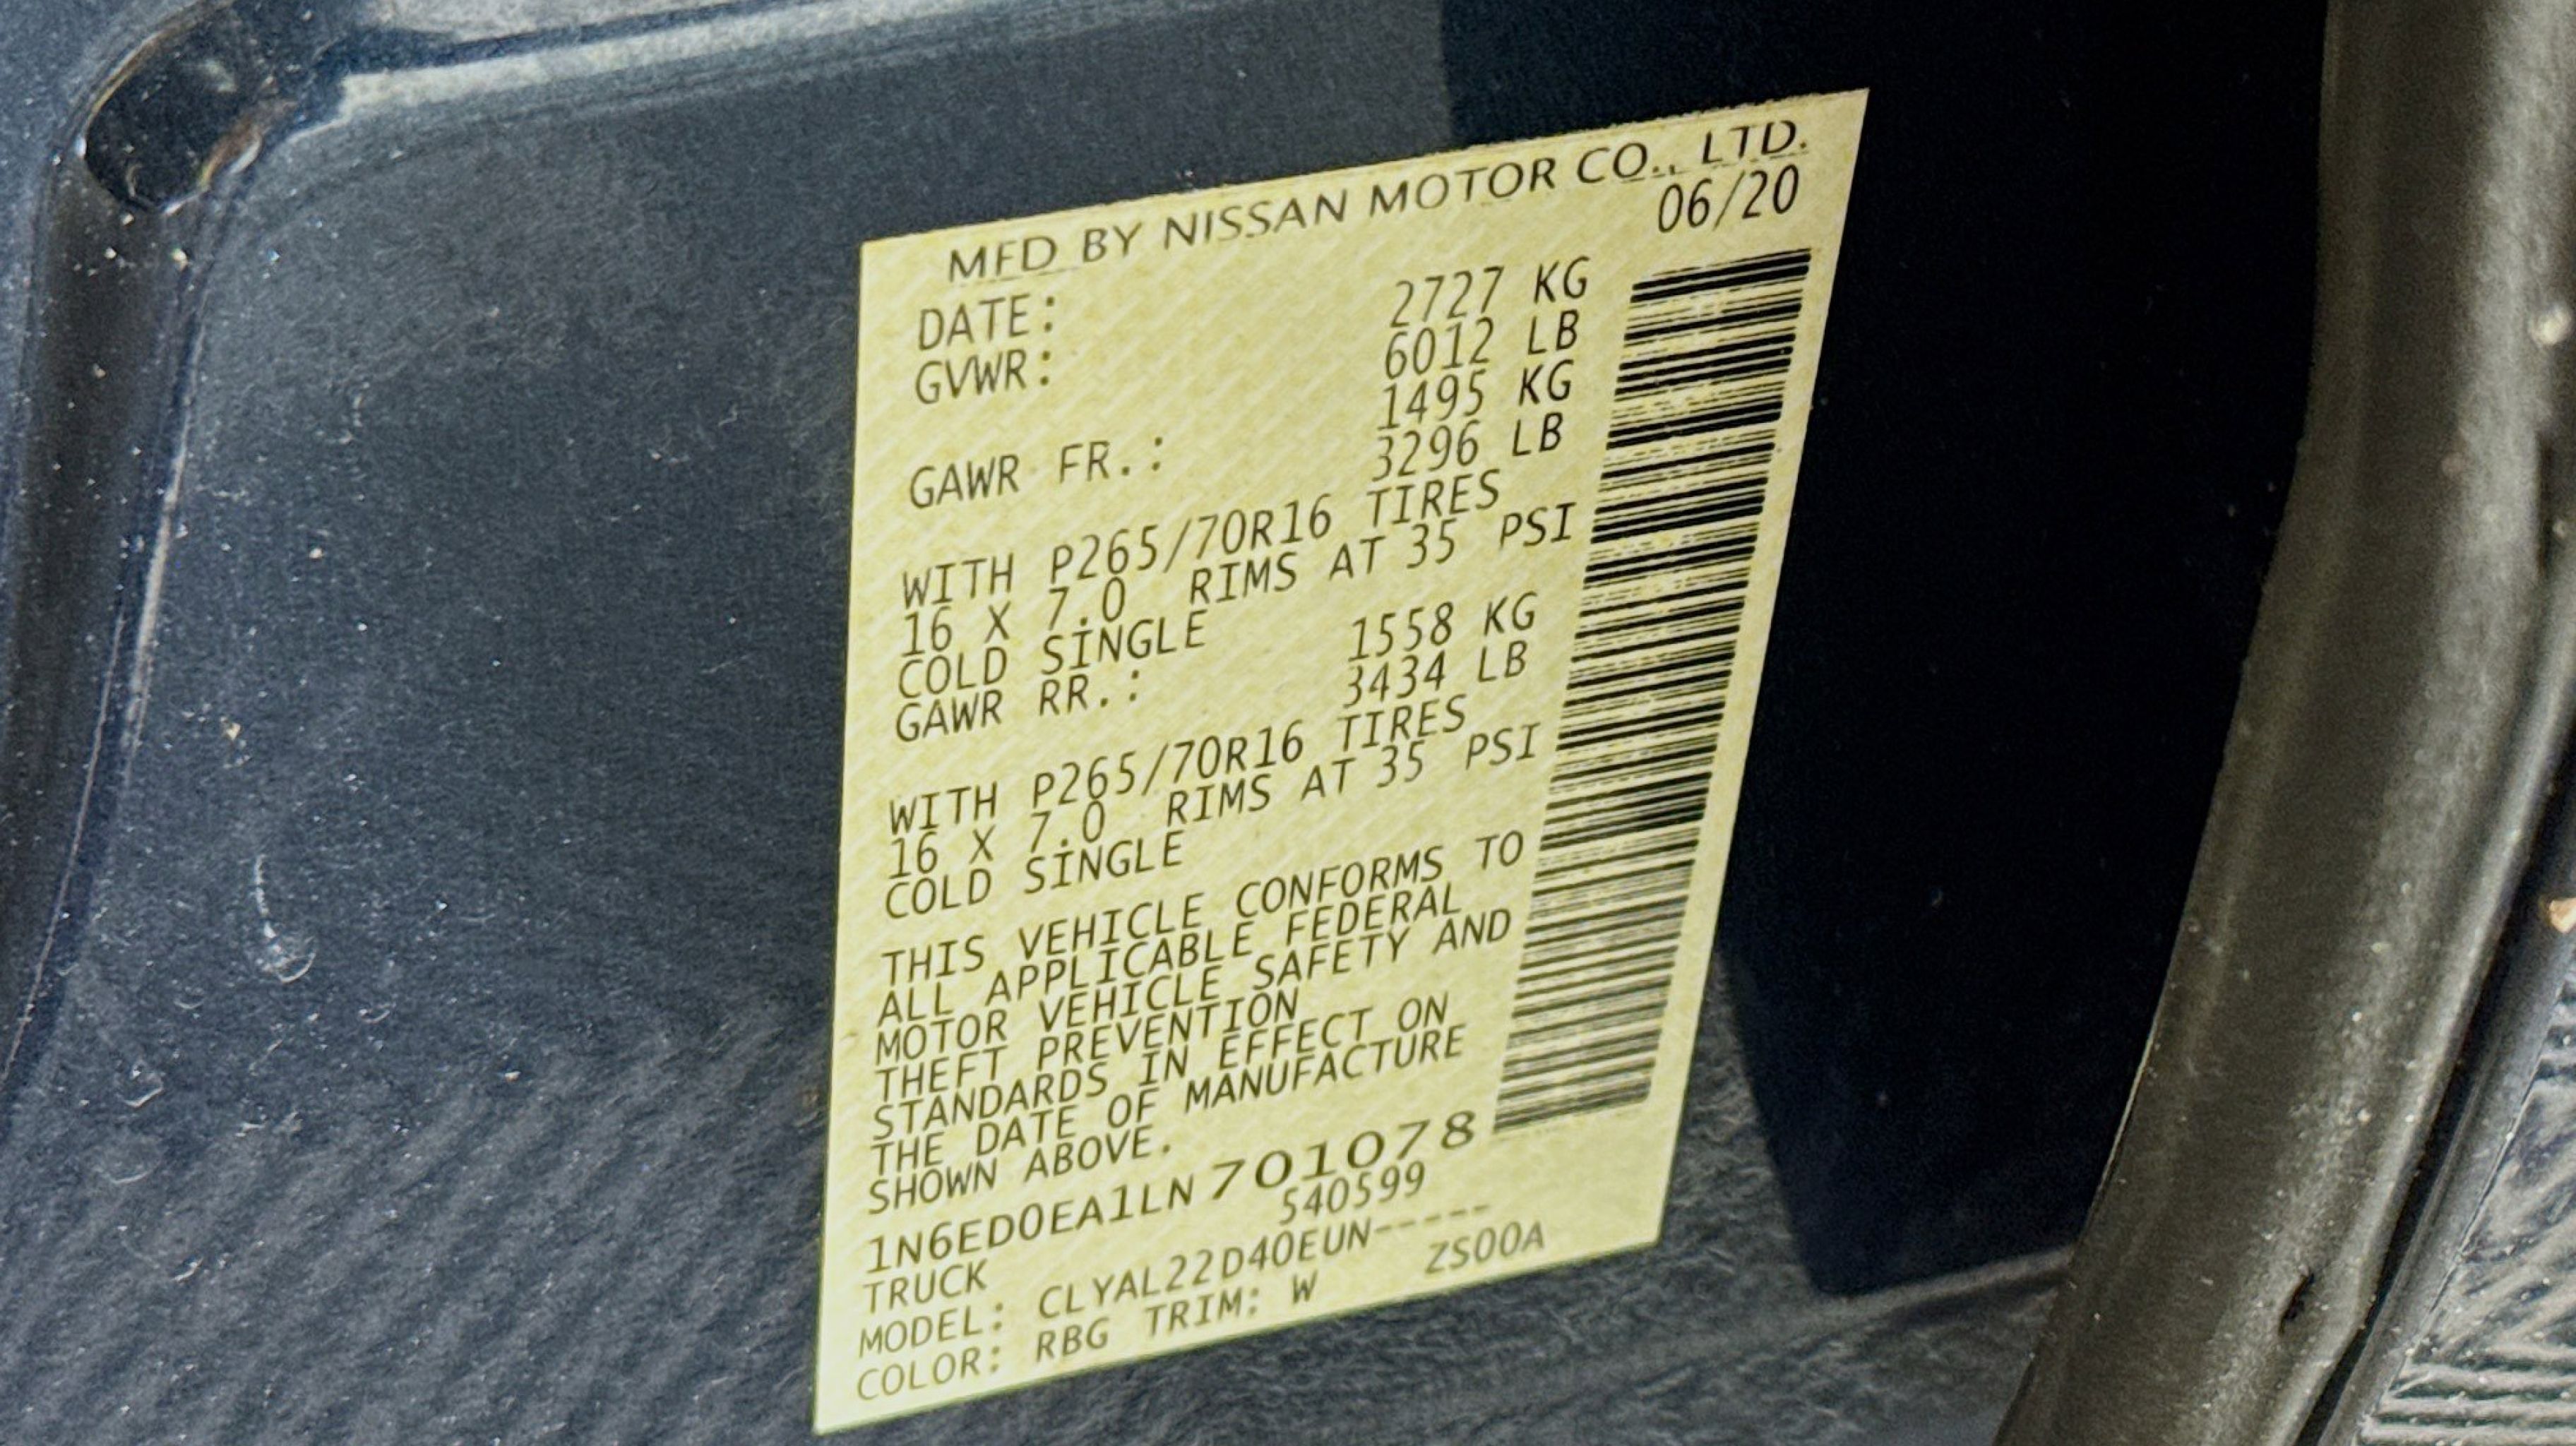 MFD BY NISSAN MOTOR CO., LTD.
DATE: 06/20
GVWR: 2727 KG
6012 LB
GAWR FR.: 1495 KG
3296 LB
WITH P265/70R16 TIRES
16 X 7.0 RIMS AT 35 PSI
COLD SINGLE
GAWR RR.: 1558 KG
3434 LB
WITH P265/70R16 TIRES
16 X 7.0 RIMS AT 35 PSI
COLD SINGLE
THIS VEHICLE CONFORMS TO
ALL APPLICABLE FEDERAL
MOTOR VEHICLE SAFETY AND
THEFT PREVENTION
STANDARDS IN EFFECT ON
THE DATE OF MANUFACTURE
SHOWN ABOVE.
1N6ED0EA1LN701078
TRUCK 540599
MODEL: CLYAL22D40EUN-----
COLOR: RBG TRIM: W ZS00A